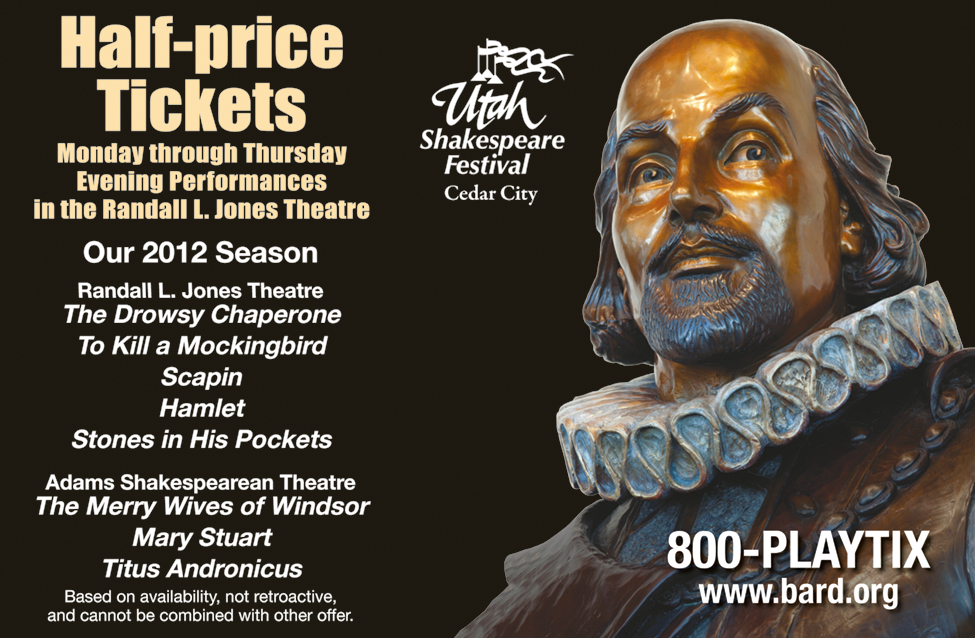 Half-price
Tickets
Monday through Thursday
Evening Performances
in the Randall L. Jones Theatre
Our 2012 Season
Randall L. Jones Theatre
The Drowsy Chaperone
To Kill a Mockingbird
Scapin
Hamlet
Stones in His Pockets
Adams Shakespearean Theatre
The Merry Wives of Windsor
Mary Stuart
Titus Andronicus
Based on availability, not retroactive,
and cannot be combined with other offer.
Utah
Shakespeare
Festival
Cedar City
800-PLAYTIX
www.bard.org